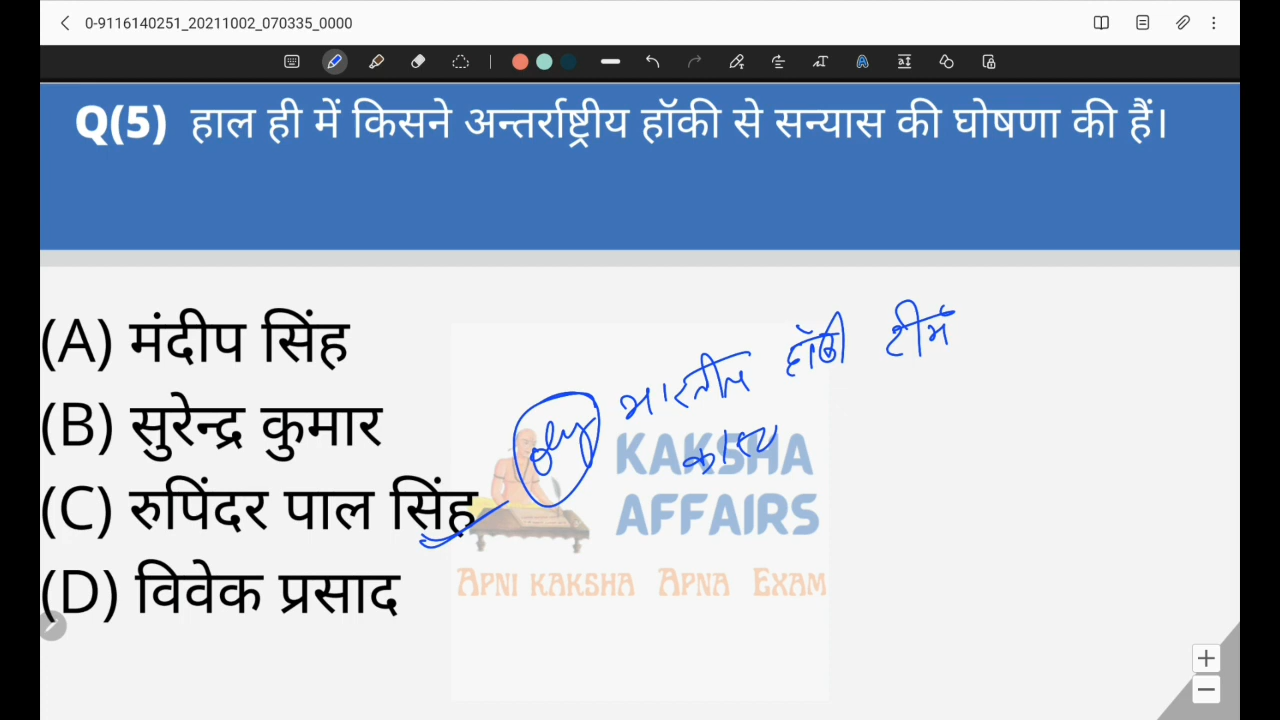 0-9116140251_20211002_070335_0000
Q(5) हाल ही में किसने अन्तर्राष्ट्रीय हॉकी से सन्यास की घोषणा की हैं।
(A) मंदीप सिंह
(B) सुरेन्द्र कुमार
(C) रुपिंदर पाल सिंह
(D) विवेक प्रसाद
भारतीय हॉकी टीम
कांस्य
KAKSHA
AFFAIRS
APNI KAKSHA APNA EXAM